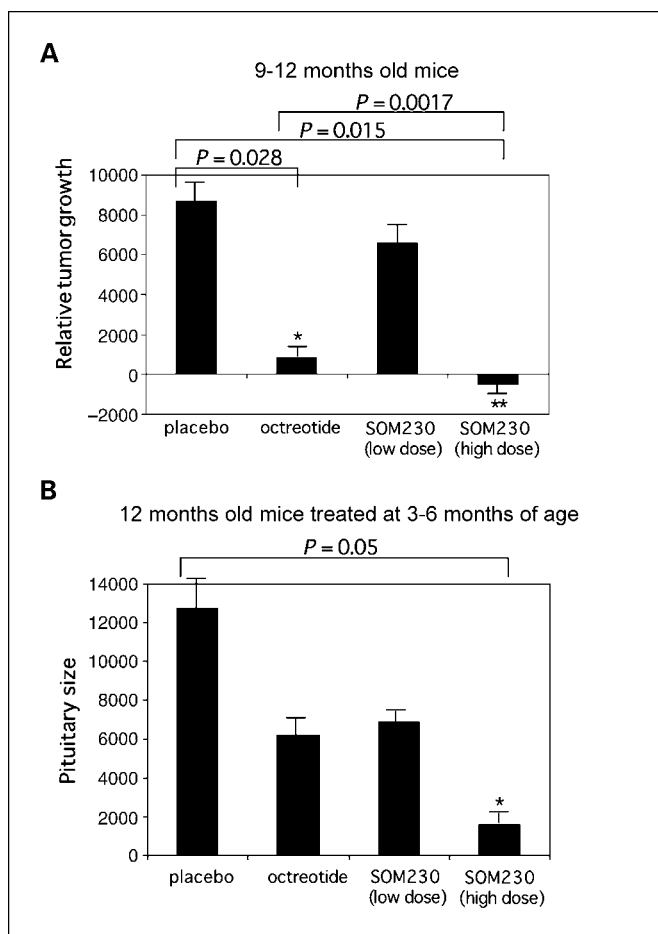 A
9-12 months old mice
P = 0.0017
P = 0.015
P = 0.028
Relative tumor growth
10000
8000
6000
4000
2000
0
−2000
*
**
placebo octreotide SOM230 SOM230
(low dose) (high dose)
B
12 months old mice treated at 3-6 months of age
P = 0.05
Pituitary size
14000
12000
10000
8000
6000
4000
2000
0
*
placebo octreotide SOM230 SOM230
(low dose) (high dose)